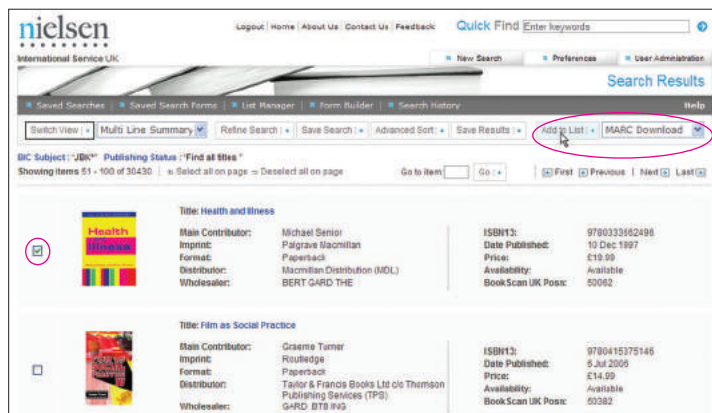 nielsen
Logout | Home | About Us | Contact Us | Feedback Quick Find Enter keywords
International Service UK New Search Preferences User Administration
Search Results
Saved Searches | Saved Search Forms | List Manager | Form Builder | Search History Help
Switch View Multi Line Summary Refine Search Save Search Advanced Sort Save Results Add to List MARC Download
BIC Subject : "JBK*" Publishing Status : "Find all titles "
Showing items 51 - 100 of 30430 | Select all on page Deselect all on page Go to item: Go First Previous | Next Last
Title: Health and Illness
Health
Illness
Main Contributor: Michael Senior ISBN13: 9780333662496
Imprint: Palgrave Macmillan Date Published: 10 Dec 1997
Format: Paperback Price: £19.99
Distributor: Macmillan Distribution (MDL) Availability: Available
Wholesaler: BERT GARD THE BookScan UK Posn: 50062
Title: Film as Social Practice
Main Contributor: Graeme Turner ISBN13: 9780415375146
Imprint: Routledge Date Published: 5 Jul 2006
Format: Paperback Price: £14.99
Distributor: Taylor & Francis Books Ltd c/o Thomson Availability: Available
Publishing Services (TPS) BookScan UK Posn: 50382
Wholesaler: GARD BTB ING